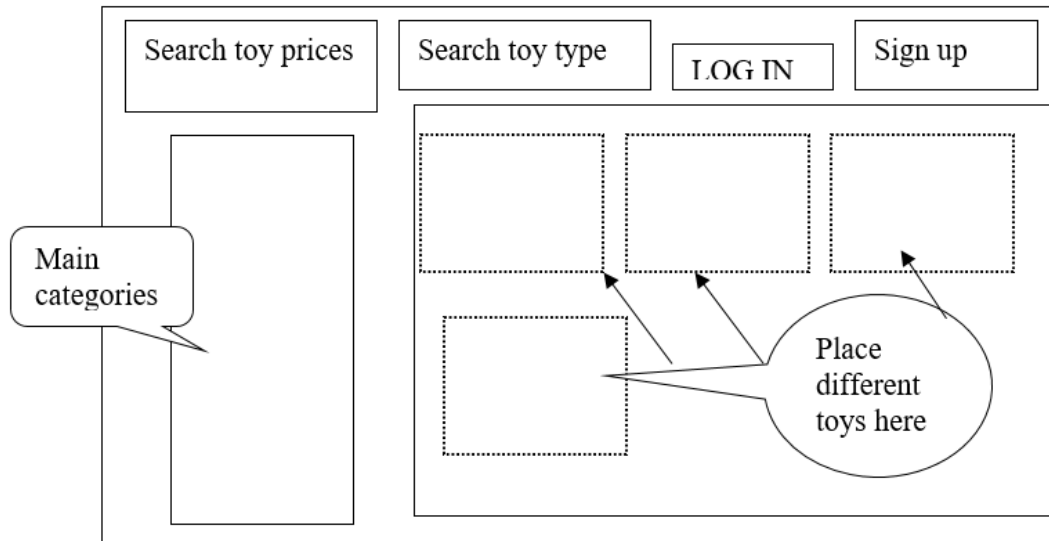 Search toy prices
Search toy type
LOG IN
Sign up
Main
categories
Place
different
toys here